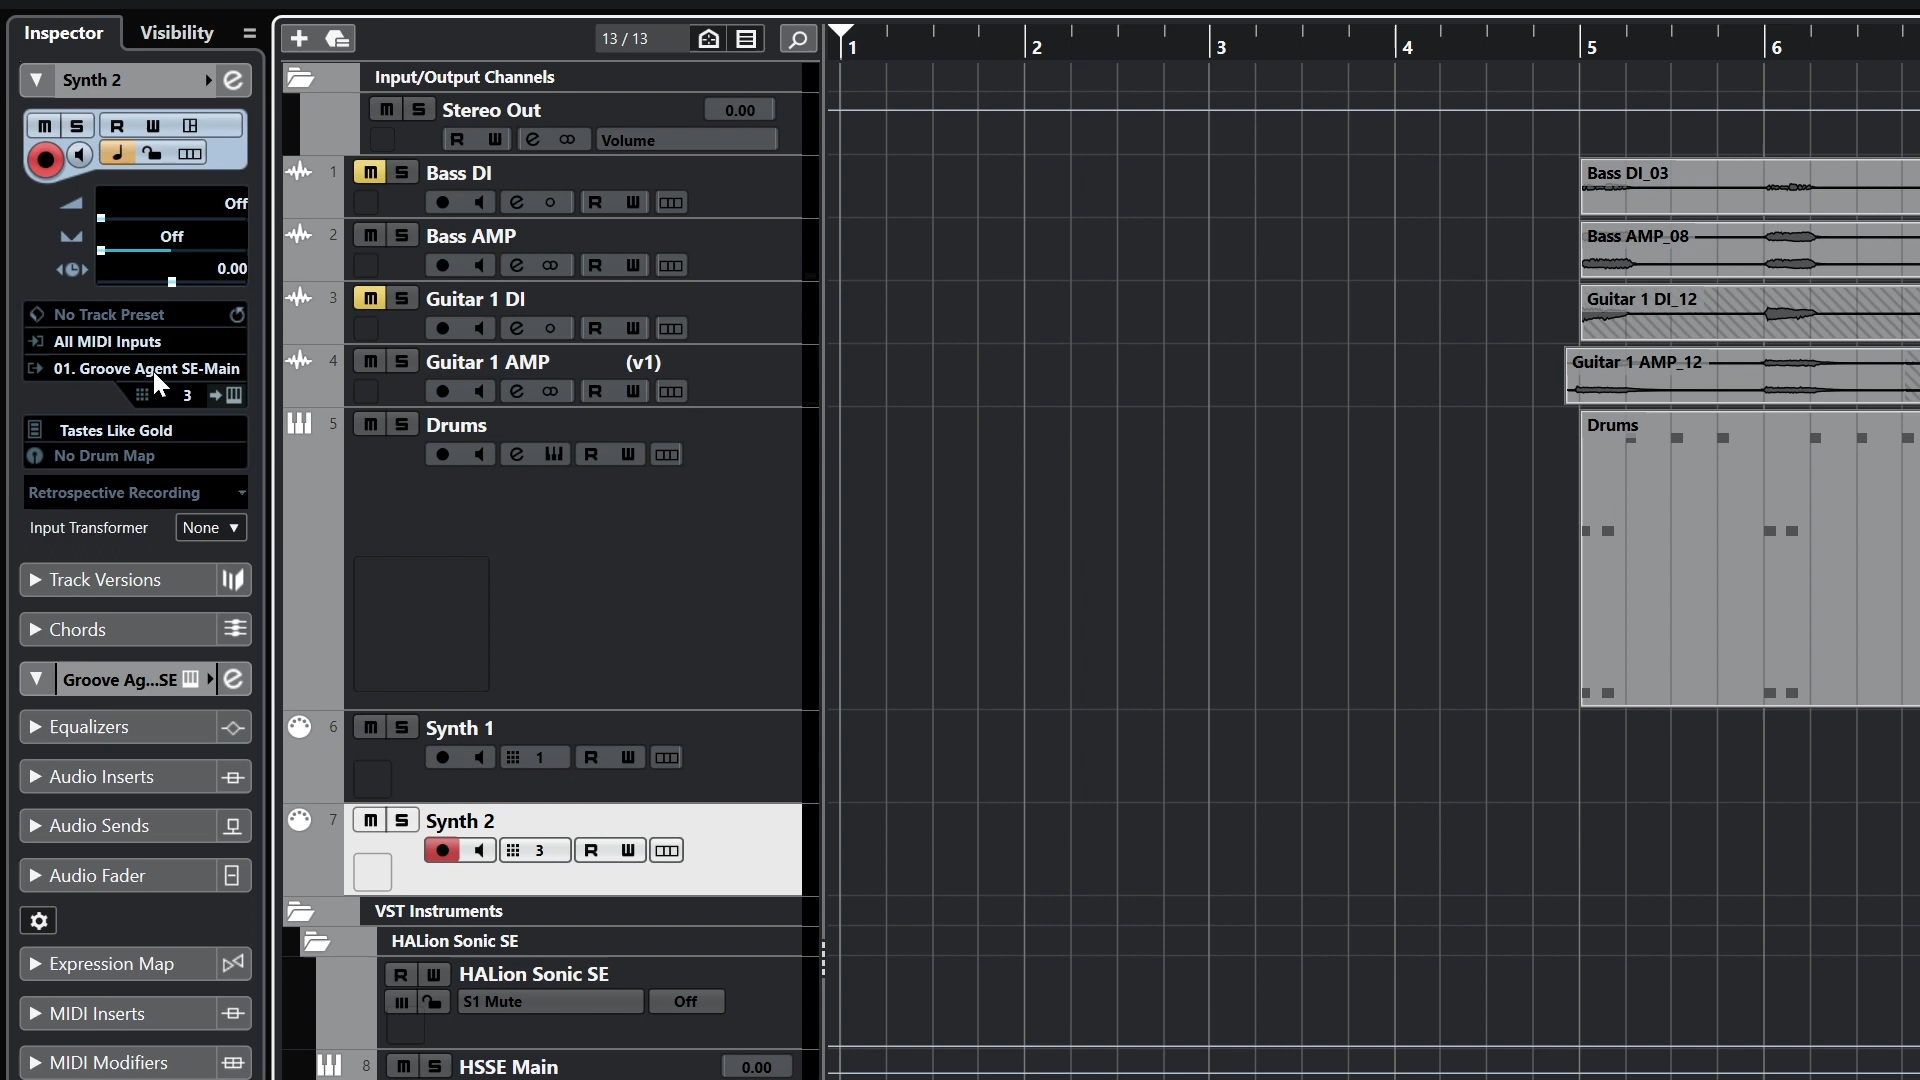 Inspector
Visibility
13 / 13
1
2
3
4
5
6
Synth 2
M S R W
Off
Off
0.00
No Track Preset
All MIDI Inputs
01. Groove Agent SE-Main
3
Tastes Like Gold
No Drum Map
Retrospective Recording
Input Transformer
None
Track Versions
Chords
Groove Ag...SE
Equalizers
Audio Inserts
Audio Sends
Audio Fader
Expression Map
MIDI Inserts
MIDI Modifiers
Input/Output Channels
M S Stereo Out 0.00
R W e Volume
1 M S Bass DI
e R W
2 M S Bass AMP
e R W
3 M S Guitar 1 DI
e R W
4 M S Guitar 1 AMP (v1)
e R W
5 M S Drums
e R W
6 M S Synth 1
1 R W
7 M S Synth 2
3 R W
VST Instruments
HALion Sonic SE
R W HALion Sonic SE
S1 Mute Off
8 M S HSSE Main 0.00
Bass DI_03
Bass AMP_08
Guitar 1 DI_12
Guitar 1 AMP_12
Drums